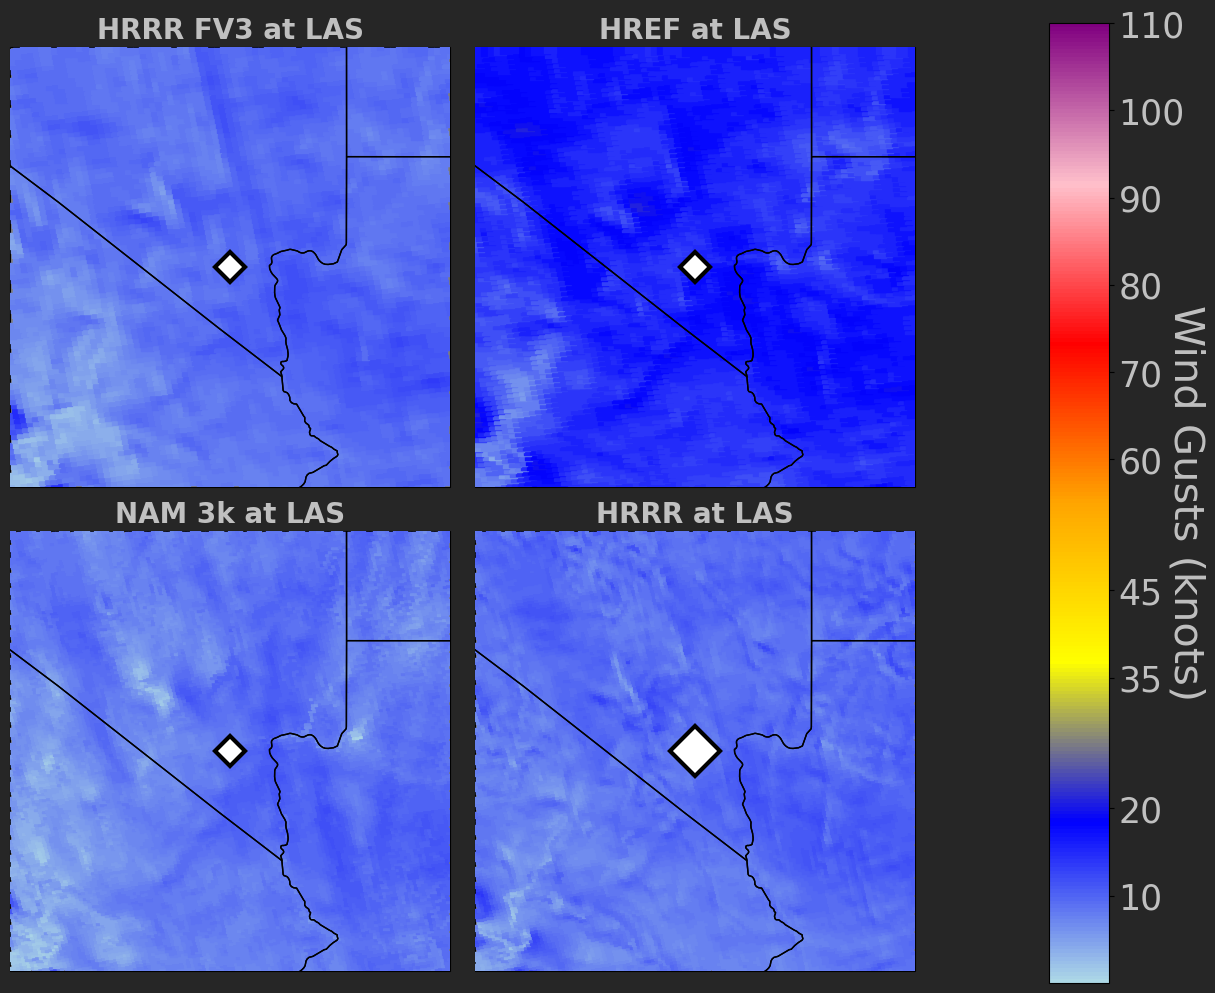 HRRR FV3 at LAS
HREF at LAS
NAM 3k at LAS
HRRR at LAS
110
100
90
80
70
60
45
35
20
10
Wind Gusts (knots)